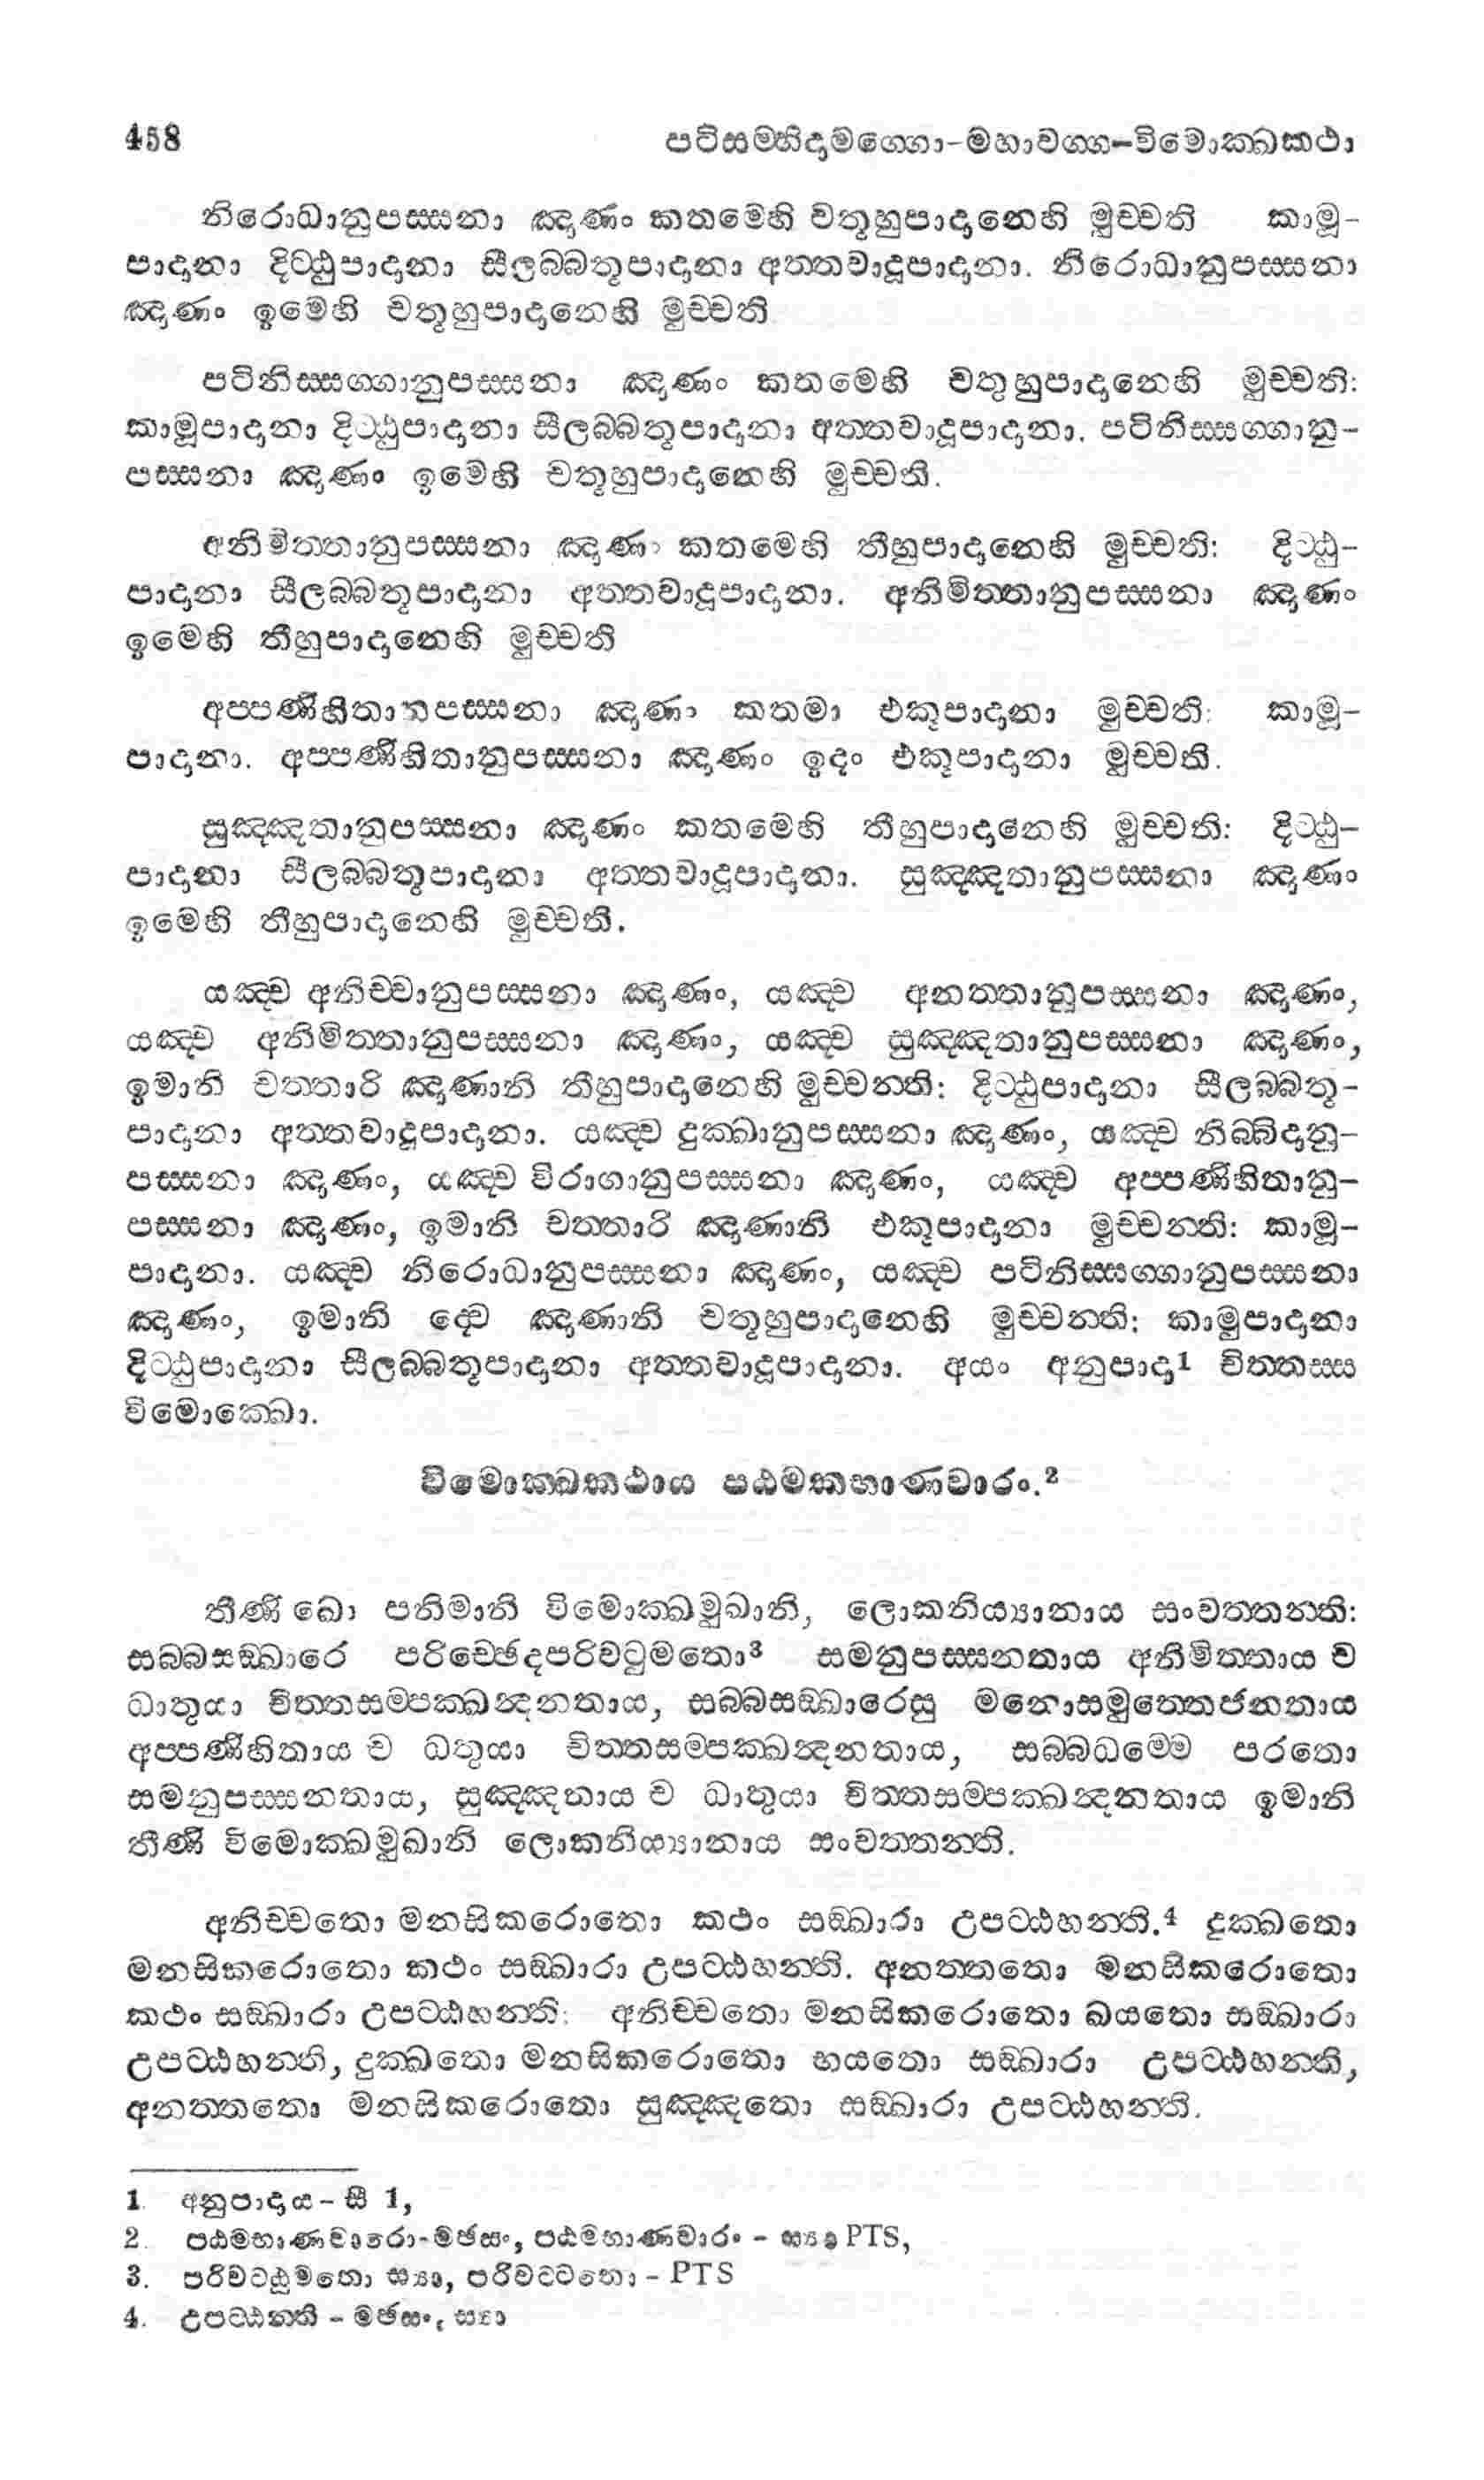 458 පටිසම්භිදාමග්ගො-මහාවග්ග-විමොක්ඛකථා
නිරොධානුපස්සනා ඤාණං කතමෙහි චතූහුපාදානෙහි මුච්චති කාමූ-
පාදානා දිට්ඨුපාදානා සීලබ්බතූපාදානා අත්තවාදූපාදානා. නිරොධානුපස්සනා
ඤාණං ඉමෙහි චතූහුපාදානෙහි මුච්චති
පටිනිස්සග්ගානුපස්සනා ඤාණං කතමෙහි චතුහුපාදානෙහි මුච්චති:
කාමූපාදානා දිට්ඨුපාදානා සීලබ්බතූපාදානා අත්තවාදූපාදානා. පටිනිස්සග්ගානු-
පස්සනා ඤාණං ඉමෙහි චතූහුපාදානෙහි මුච්චති.
අනිමිත්තානුපස්සනා ඤාණං කතමෙහි තීහුපාදානෙහි මුච්චති: දිට්ඨු-
පාදානා සීලබ්බතූපාදානා අත්තවාදූපාදානා. අනිමිත්තානුපස්සනා ඤාණං
ඉමෙහි තීහුපාදානෙහි මුච්චති
අප්පණිහිතානුපස්සනා ඤාණං කතමා එකූපාදානා මුච්චති: කාමූ-
පාදානා. අප්පණිහිතානුපස්සනා ඤාණං ඉදං එකූපාදානා මුච්චති.
සුඤ්ඤතානුපස්සනා ඤාණං කතමෙහි තීහුපාදානෙහි මුච්චති: දිට්ඨු-
පාදානා සීලබ්බතූපාදානා අත්තවාදූපාදානා. සුඤ්ඤතානුපස්සනා ඤාණං
ඉමෙහි තීහුපාදානෙහි මුච්චති.
යඤ්ච අනිච්චානුපස්සනා ඤාණං, යඤ්ච අනත්තානුපස්සනා ඤාණං,
යඤ්ච අනිමිත්තානුපස්සනා ඤාණං, යඤ්ච සුඤ්ඤතානුපස්සනා ඤාණං,
ඉමානි චත්තාරි ඤාණානි තීහුපාදානෙහි මුච්චන්ති: දිට්ඨුපාදානා සීලබ්බතූ-
පාදානා අත්තවාදූපාදානා. යඤ්ච දුක්ඛානුපස්සනා ඤාණං, යඤ්ච නිබ්බිදානු-
පස්සනා ඤාණං, යඤ්ච විරාගානුපස්සනා ඤාණං, යඤ්ච අප්පණිහිතානු-
පස්සනා ඤාණං, ඉමානි චත්තාරි ඤාණානි එකූපාදානා මුච්චන්ති: කාමූ-
පාදානා. යඤ්ච නිරොධානුපස්සනා ඤාණං, යඤ්ච පටිනිස්සග්ගානුපස්සනා
ඤාණං, ඉමානි ද්වෙ ඤාණානි චතූහුපාදානෙහි මුච්චන්ති: කාමුපාදානා
දිට්ඨුපාදානා සීලබ්බතූපාදානා අත්තවාදූපාදානා. අයං අනුපාදා1 චිත්තස්ස
විමොක්ඛො.
විමොක්ඛකථාය පඨමකභාණවාරං.2
තීණි ඛො පනිමානි විමොක්ඛමුඛානි, ලොකනිය්‍යානාය සංවත්තන්ති:
සබ්බසඞ්ඛාරෙ පරිච්ඡෙදපරිවටුමතො3 සමනුපස්සනතාය අනිමිත්තාය ච
ධාතුයා චිත්තසම්පක්ඛන්දනතාය, සබ්බසඞ්ඛාරෙසු මනොසමුත්තෙජනතාය
අප්පණිහිතාය ච ධතුයා චිත්තසම්පක්ඛන්දනතාය, සබ්බධම්මෙ පරතො
සමනුපස්සනතාය, සුඤ්ඤතාය ච ධාතුයා චිත්තසම්පක්ඛන්දනතාය ඉමානි
තීණි විමොක්ඛමුඛානි ලොකනිය්‍යානාය සංවත්තන්ති.
අනිච්චතො මනසිකරොතො කථං සඞ්ඛාරා උපට්ඨහන්ති.4 දුක්ඛතො
මනසිකරොතො කථං සඞ්ඛාරා උපට්ඨහන්ති. අනත්තතො මනසිකරොතො
කථං සඞ්ඛාරා උපට්ඨහන්ති: අනිච්චතො මනසිකරොතො ඛයතො සඞ්ඛාරා
උපට්ඨහන්ති, දුක්ඛතො මනසිකරොතො භයතො සඞ්ඛාරා උපට්ඨහන්ති,
අනත්තතො මනසිකරොතො සුඤ්ඤතො සඞ්ඛාරා උපට්ඨහන්ති.
1 අනුපාදාය - සී 1,
2. පඨමභාණවාරො-මඡසං, පඨමභාණවාරං - ස්‍යා PTS,
3. පරිවට්ඨුමතො ස්‍යා, පරිවට්ටතො - PTS
4. උපට්ඨන්ති - මඡසං, ස්‍යා